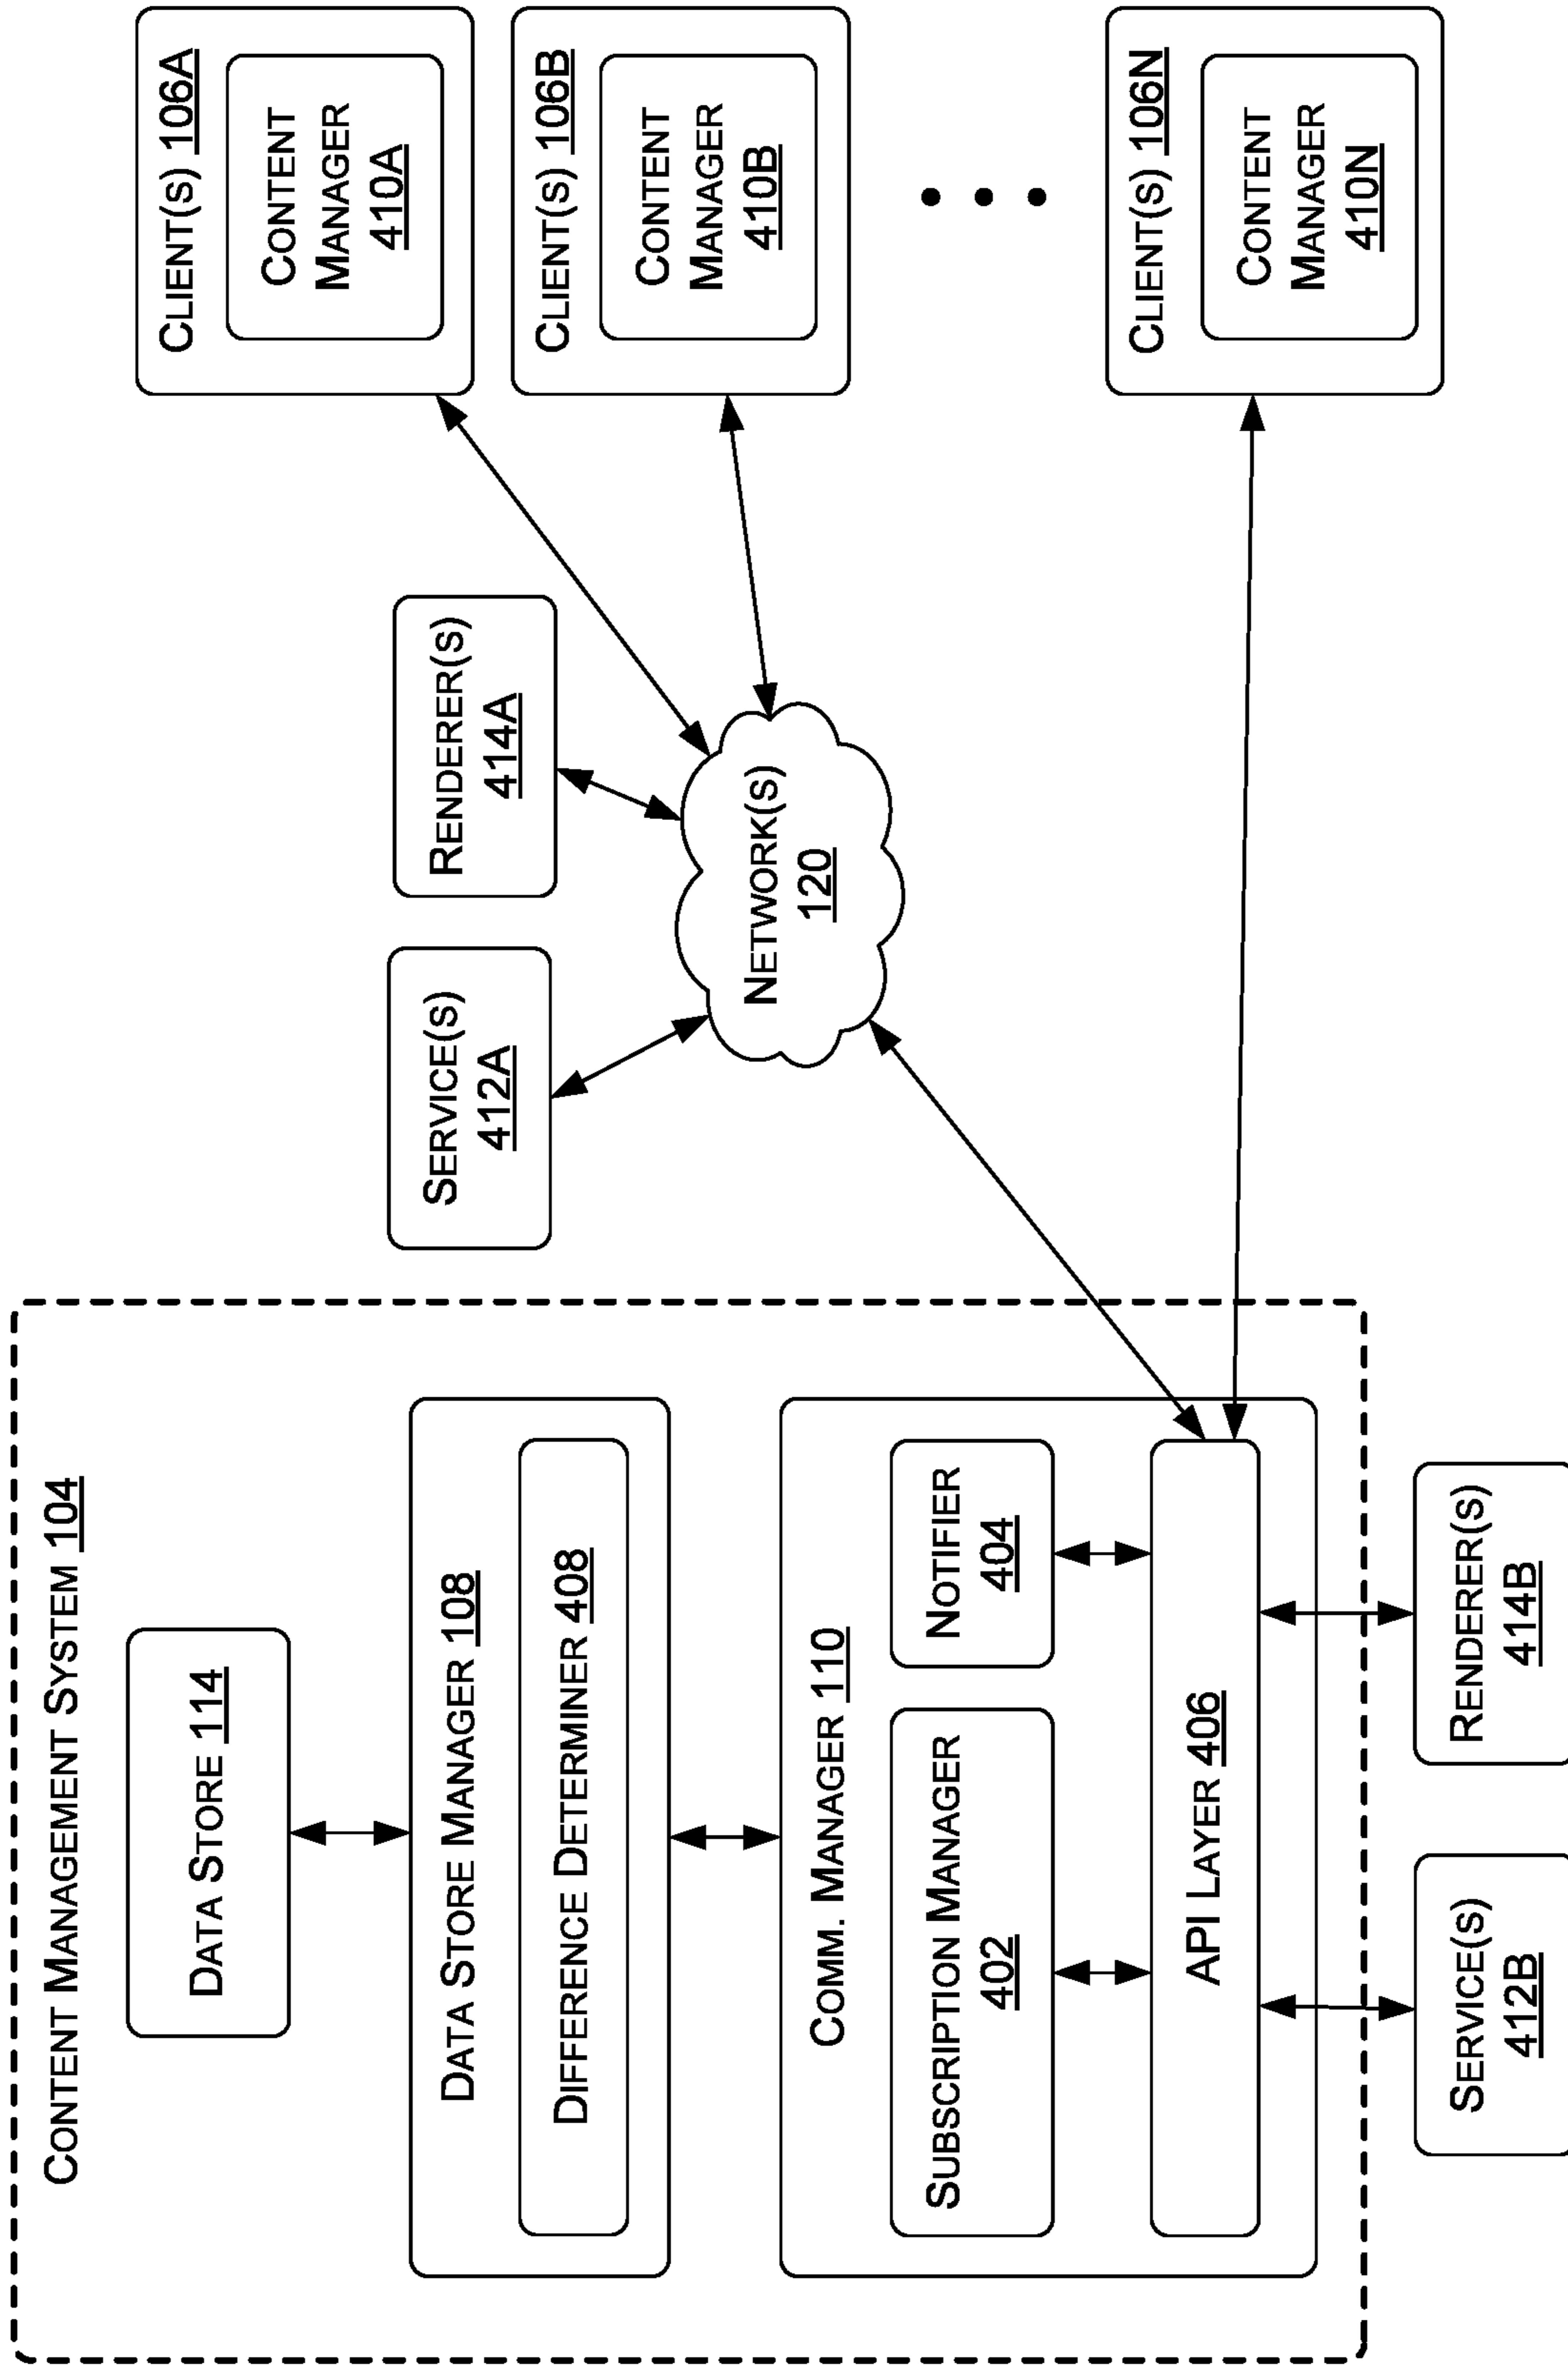 CONTENT MANAGEMENT SYSTEM 104
DATA STORE 114
DATA STORE MANAGER 108
DIFFERENCE DETERMINER 408
COMM. MANAGER 110
SUBSCRIPTION MANAGER
402
NOTIFIER
404
API LAYER 406
SERVICE(S)
412B
RENDERER(S)
414B
SERVICE(S)
412A
RENDERER(S)
414A
NETWORK(S)
120
CLIENT(S) 106A
CONTENT
MANAGER
410A
CLIENT(S) 106B
CONTENT
MANAGER
410B
CLIENT(S) 106N
CONTENT
MANAGER
410N